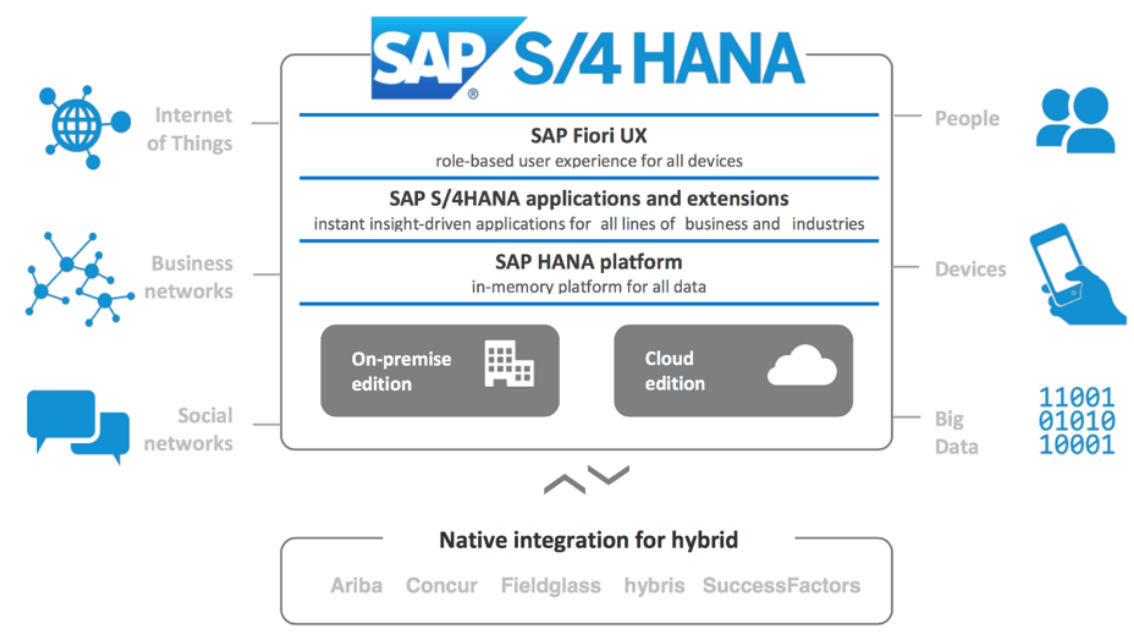 SAP ® S/4 HANA
Internet
of Things
Business
networks
Social
networks
SAP Fiori UX
role-based user experience for all devices
SAP S/4HANA applications and extensions
instant insight-driven applications for all lines of business and industries
SAP HANA platform
in-memory platform for all data
On-premise
edition
Cloud
edition
People
Devices
Big
Data
11001
01010
10001
Native integration for hybrid
Ariba Concur Fieldglass hybris SuccessFactors